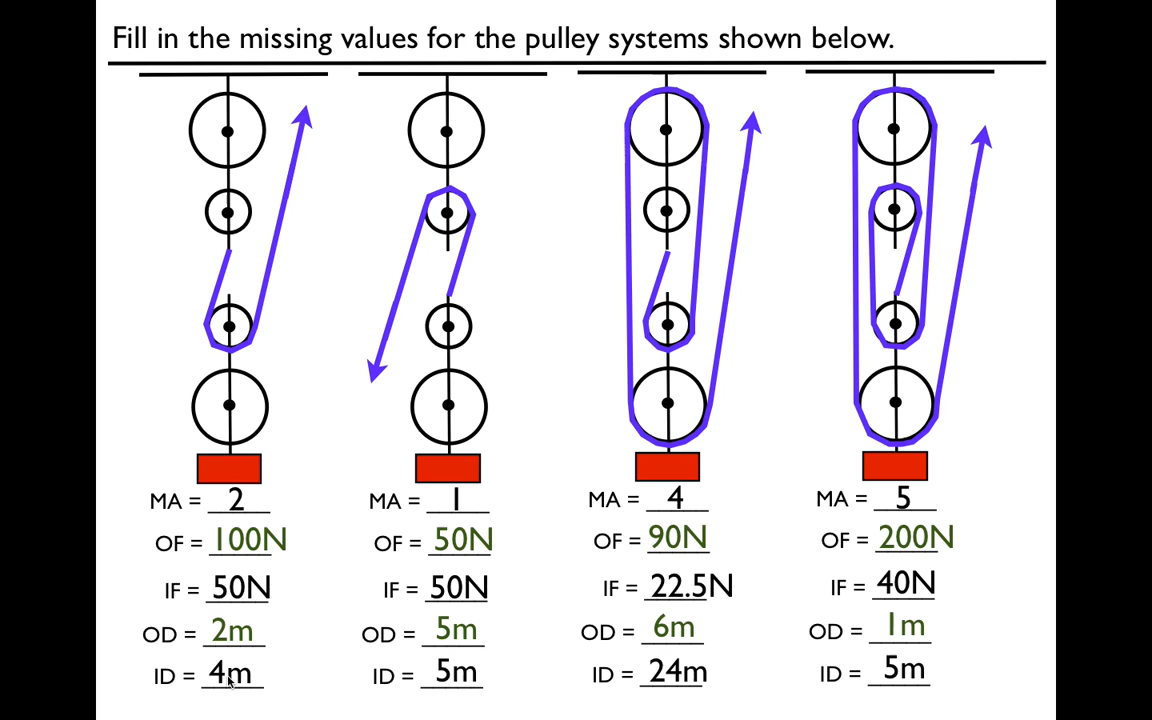 Fill in the missing values for the pulley systems shown below.
MA = 2
OF = 100N
IF = 50N
OD = 2m
ID = 4m
MA = 1
OF = 50N
IF = 50N
OD = 5m
ID = 5m
MA = 4
OF = 90N
IF = 22.5N
OD = 6m
ID = 24m
MA = 5
OF = 200N
IF = 40N
OD = 1m
ID = 5m